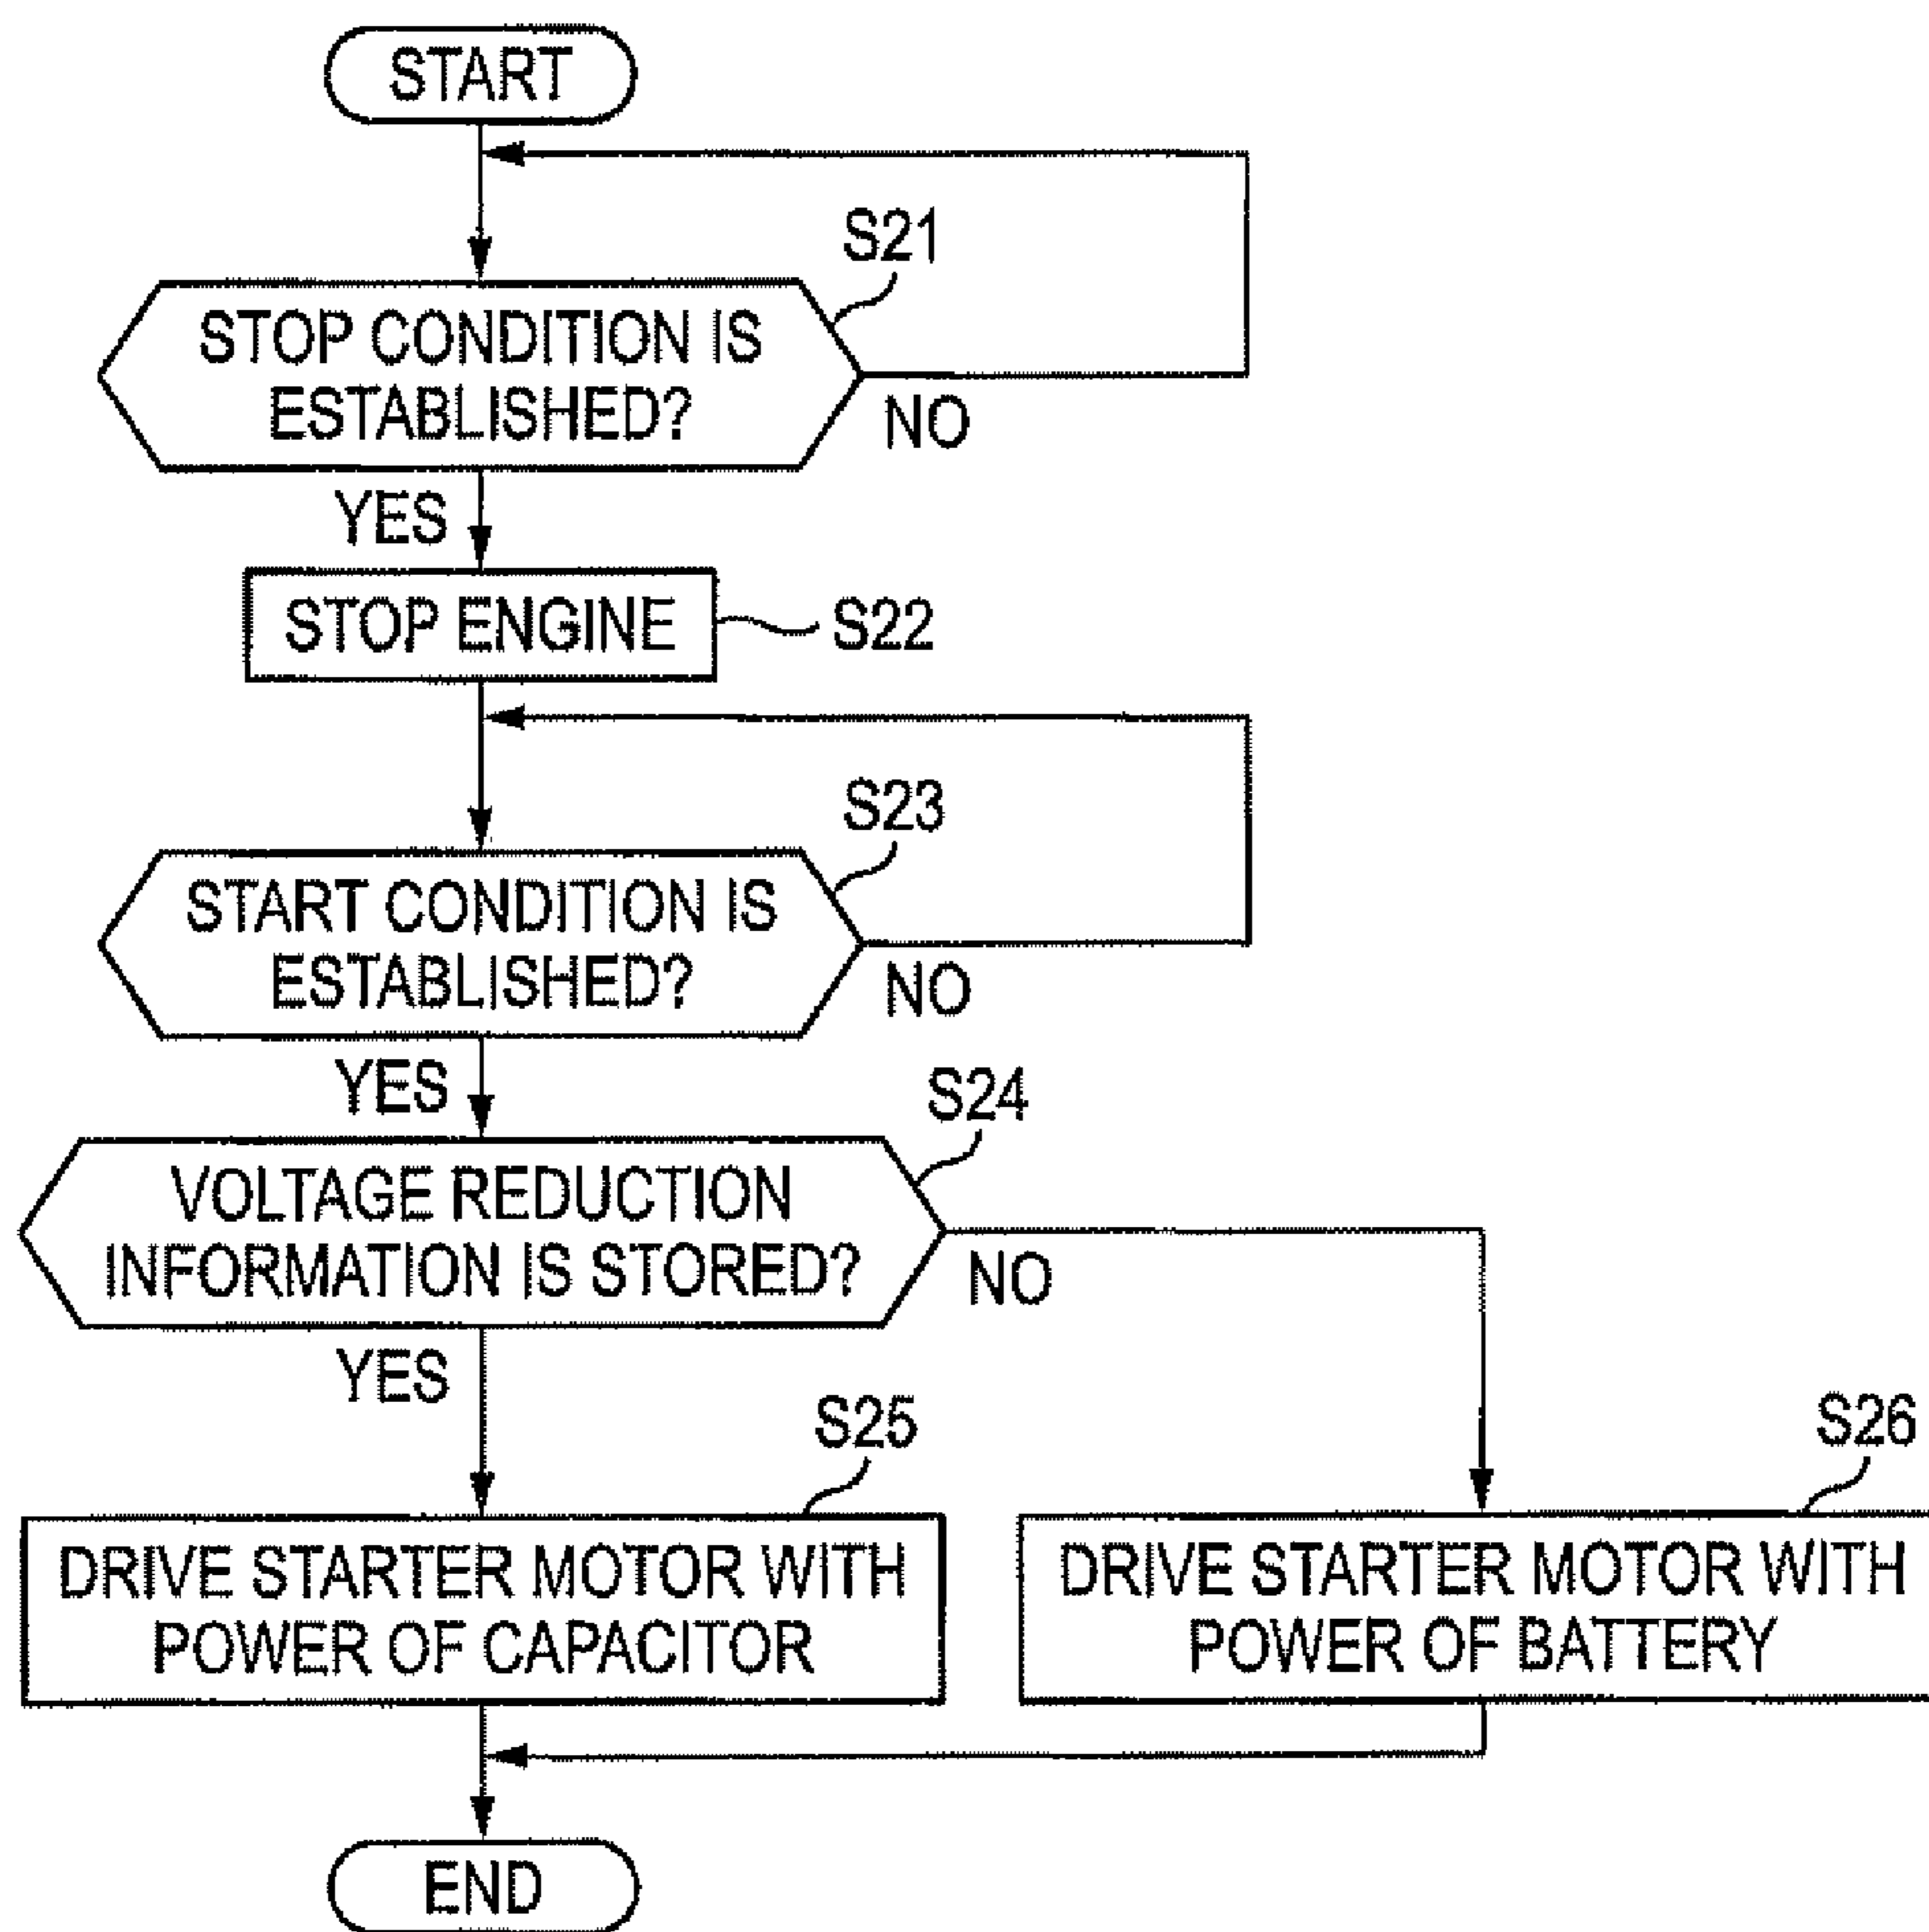 START
S21
STOP CONDITION IS
ESTABLISHED?
NO
YES
STOP ENGINE
S22
S23
START CONDITION IS
ESTABLISHED?
NO
YES
S24
VOLTAGE REDUCTION
INFORMATION IS STORED?
NO
YES
S25
DRIVE STARTER MOTOR WITH
POWER OF CAPACITOR
S26
DRIVE STARTER MOTOR WITH
POWER OF BATTERY
END